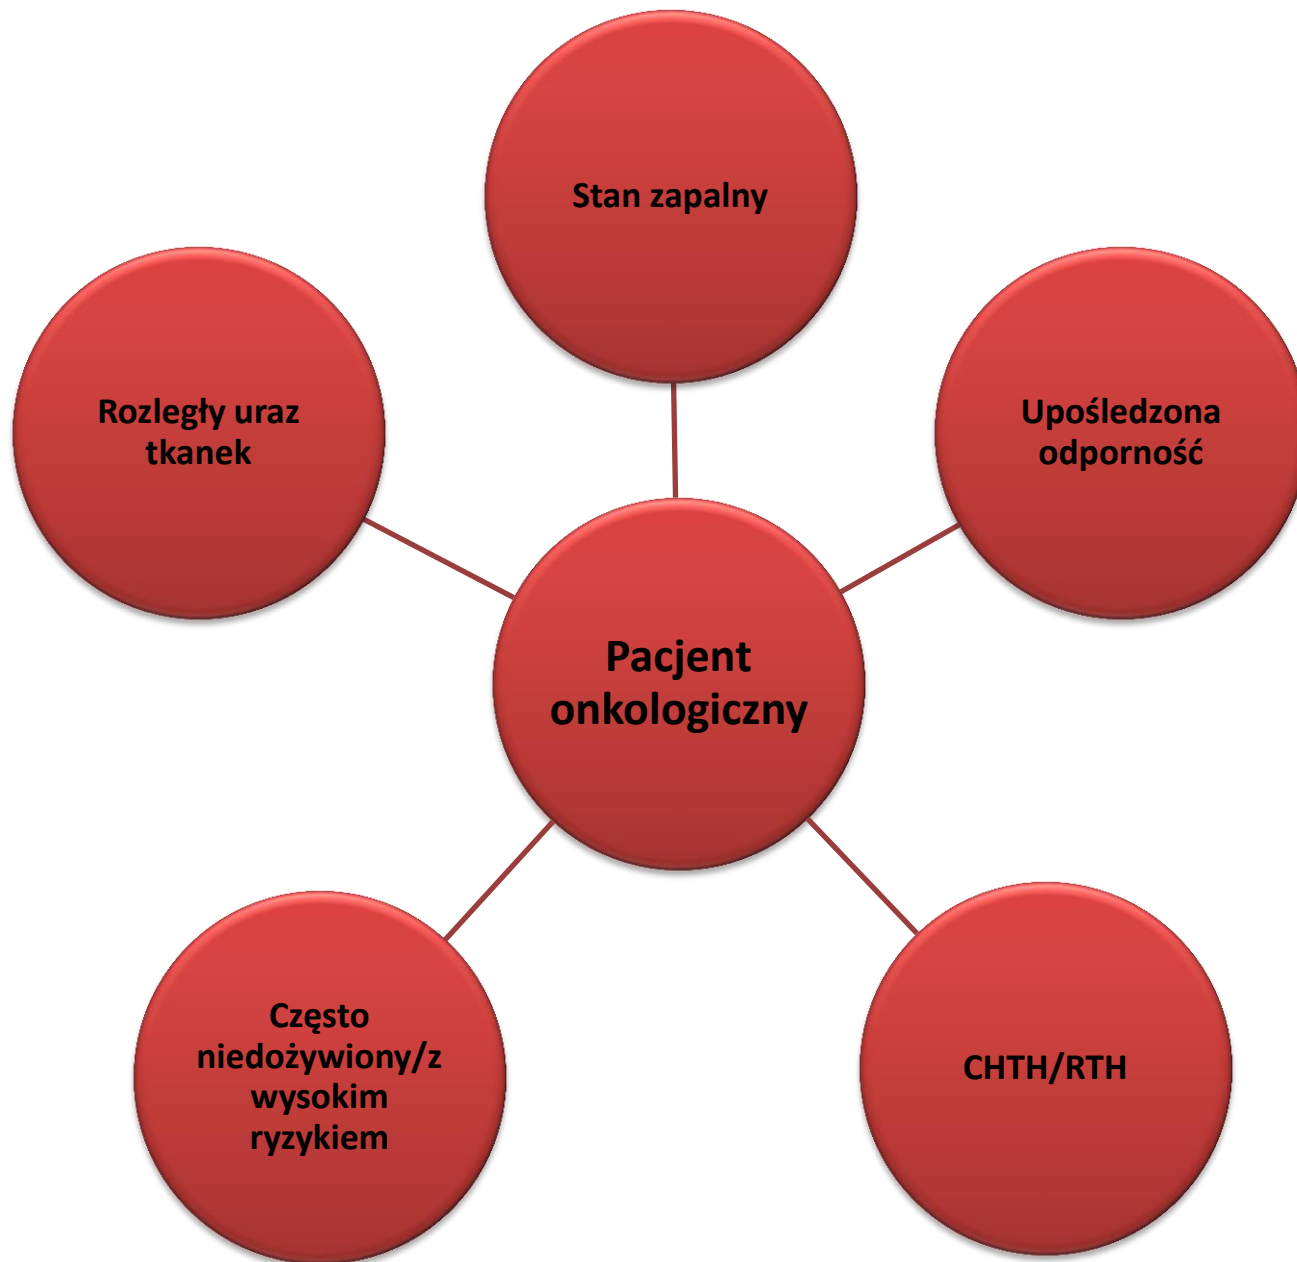 Stan zapalny
Rozległy uraz
tkanek
Upośledzona
odporność
Pacjent
onkologiczny
Często
niedożywiony/z
wysokim
ryzykiem
CHTH/RTH